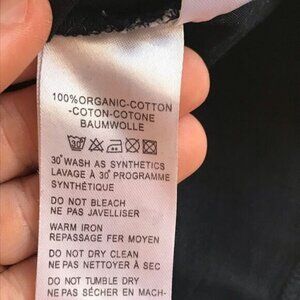 100%ORGANIC-COTTON
-COTON-COTONE
BAUMWOLLE
30° WASH AS SYNTHETICS
LAVAGE À 30° PROGRAMME
SYNTHÉTIQUE
DO NOT BLEACH
NE PAS JAVELLISER
WARM IRON
REPASSAGE FER MOYEN
DO NOT DRY CLEAN
NE PAS NETTOYER À SEC
DO NOT TUMBLE DRY
NE PAS SÉCHER EN MACH-